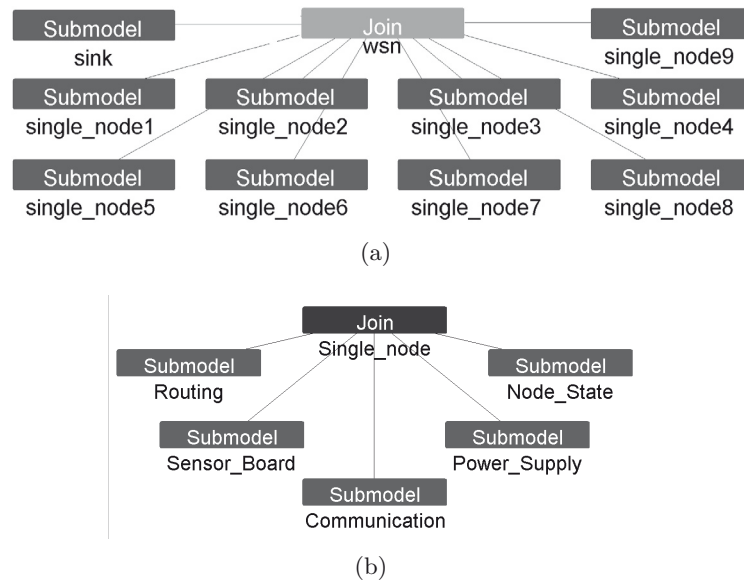 Submodel Join Submodel
sink wsn single_node9
Submodel Submodel Submodel Submodel
single_node1 single_node2 single_node3 single_node4
Submodel Submodel Submodel Submodel
single_node5 single_node6 single_node7 single_node8
(a)
Join
Single_node
Submodel Submodel
Routing Node_State
Submodel Submodel
Sensor_Board Power_Supply
Submodel
Communication
(b)